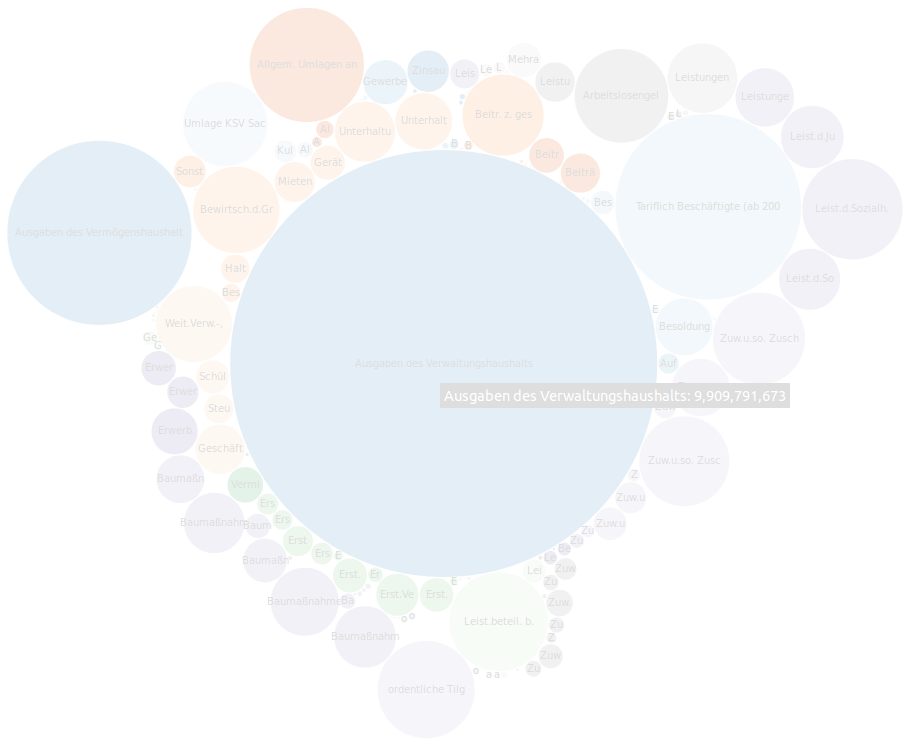 Allgem. Umlagen an
Gewerbe
Zinsau
Leis
Le
L
Mehra
Leistu
Arbeitslosengel
Leistungen
Leistunge
Umlage KSV Sac
Unterhaltu
Unterhalt
Beitr. z. ges
Al
A
E
L
Leist.d.Ju
Kul
Al
Gerät
B
B
Beitr
Beiträ
Sonst
Mieten
Bes
Tariflich Beschäftigte (ab 200
Leist.d.Sozialh.
Bewirtsch.d.Gr
Ausgaben des Vermögenshaushalt
Halt
Leist.d.So
Bes
E
Weit.Verw.-,
Besoldung
Zuw.u.so. Zusch
Ge
G
Ausgaben des Verwaltungshaushalts
Auf
Erwer
Schül
Erwer
Ausgaben des Verwaltungshaushalts: 9,909,791,673
Steu
Erwerb
Geschäft
Zuw.u.so. Zusc
Baumaßn
Vermi
Z
Zuw.u
Ers
Baumaßnahm
Baum
Ers
Zuw.u
Zu
Erst
Zu
Be
Ers
E
Le
Baumaßn
Zuw
Lei
Erst.
Er
E
Zu
Baumaßnahme
Ba
Erst.Ve
Erst.
Zuw.
o
o
Leist.beteil. b.
Zu
Baumaßnahm
Z
Zuw
o
a
a
Zu
ordentliche Tilg